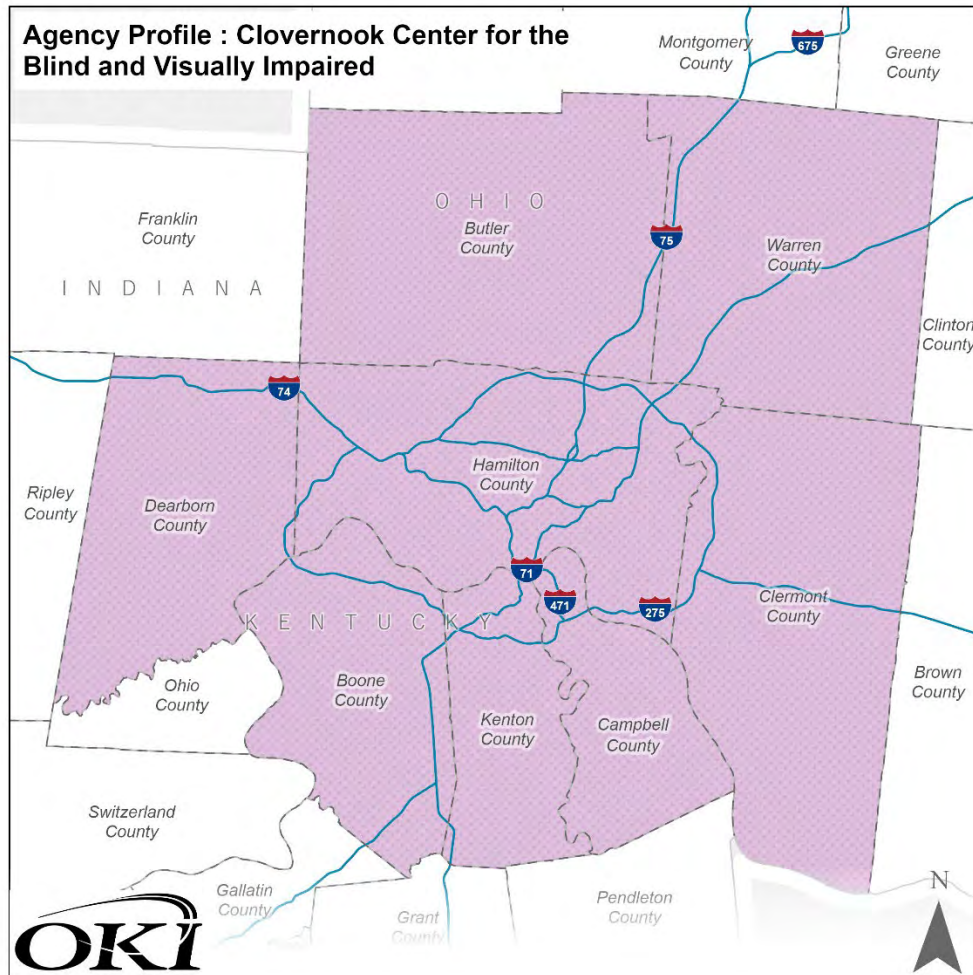 Agency Profile : Clovernook Center for the
Blind and Visually Impaired
Montgomery
County
675
Greene
County
OHIO
Butler
County
75
Warren
County
Franklin
County
INDIANA
Clinton
County
74
Hamilton
County
Ripley
County
Dearborn
County
71
471
275
Clermont
County
KENTUCKY
Ohio
County
Boone
County
Kenton
County
Campbell
County
Brown
County
Switzerland
County
Gallatin
County
Grant
County
Pendleton
County
N
OKI